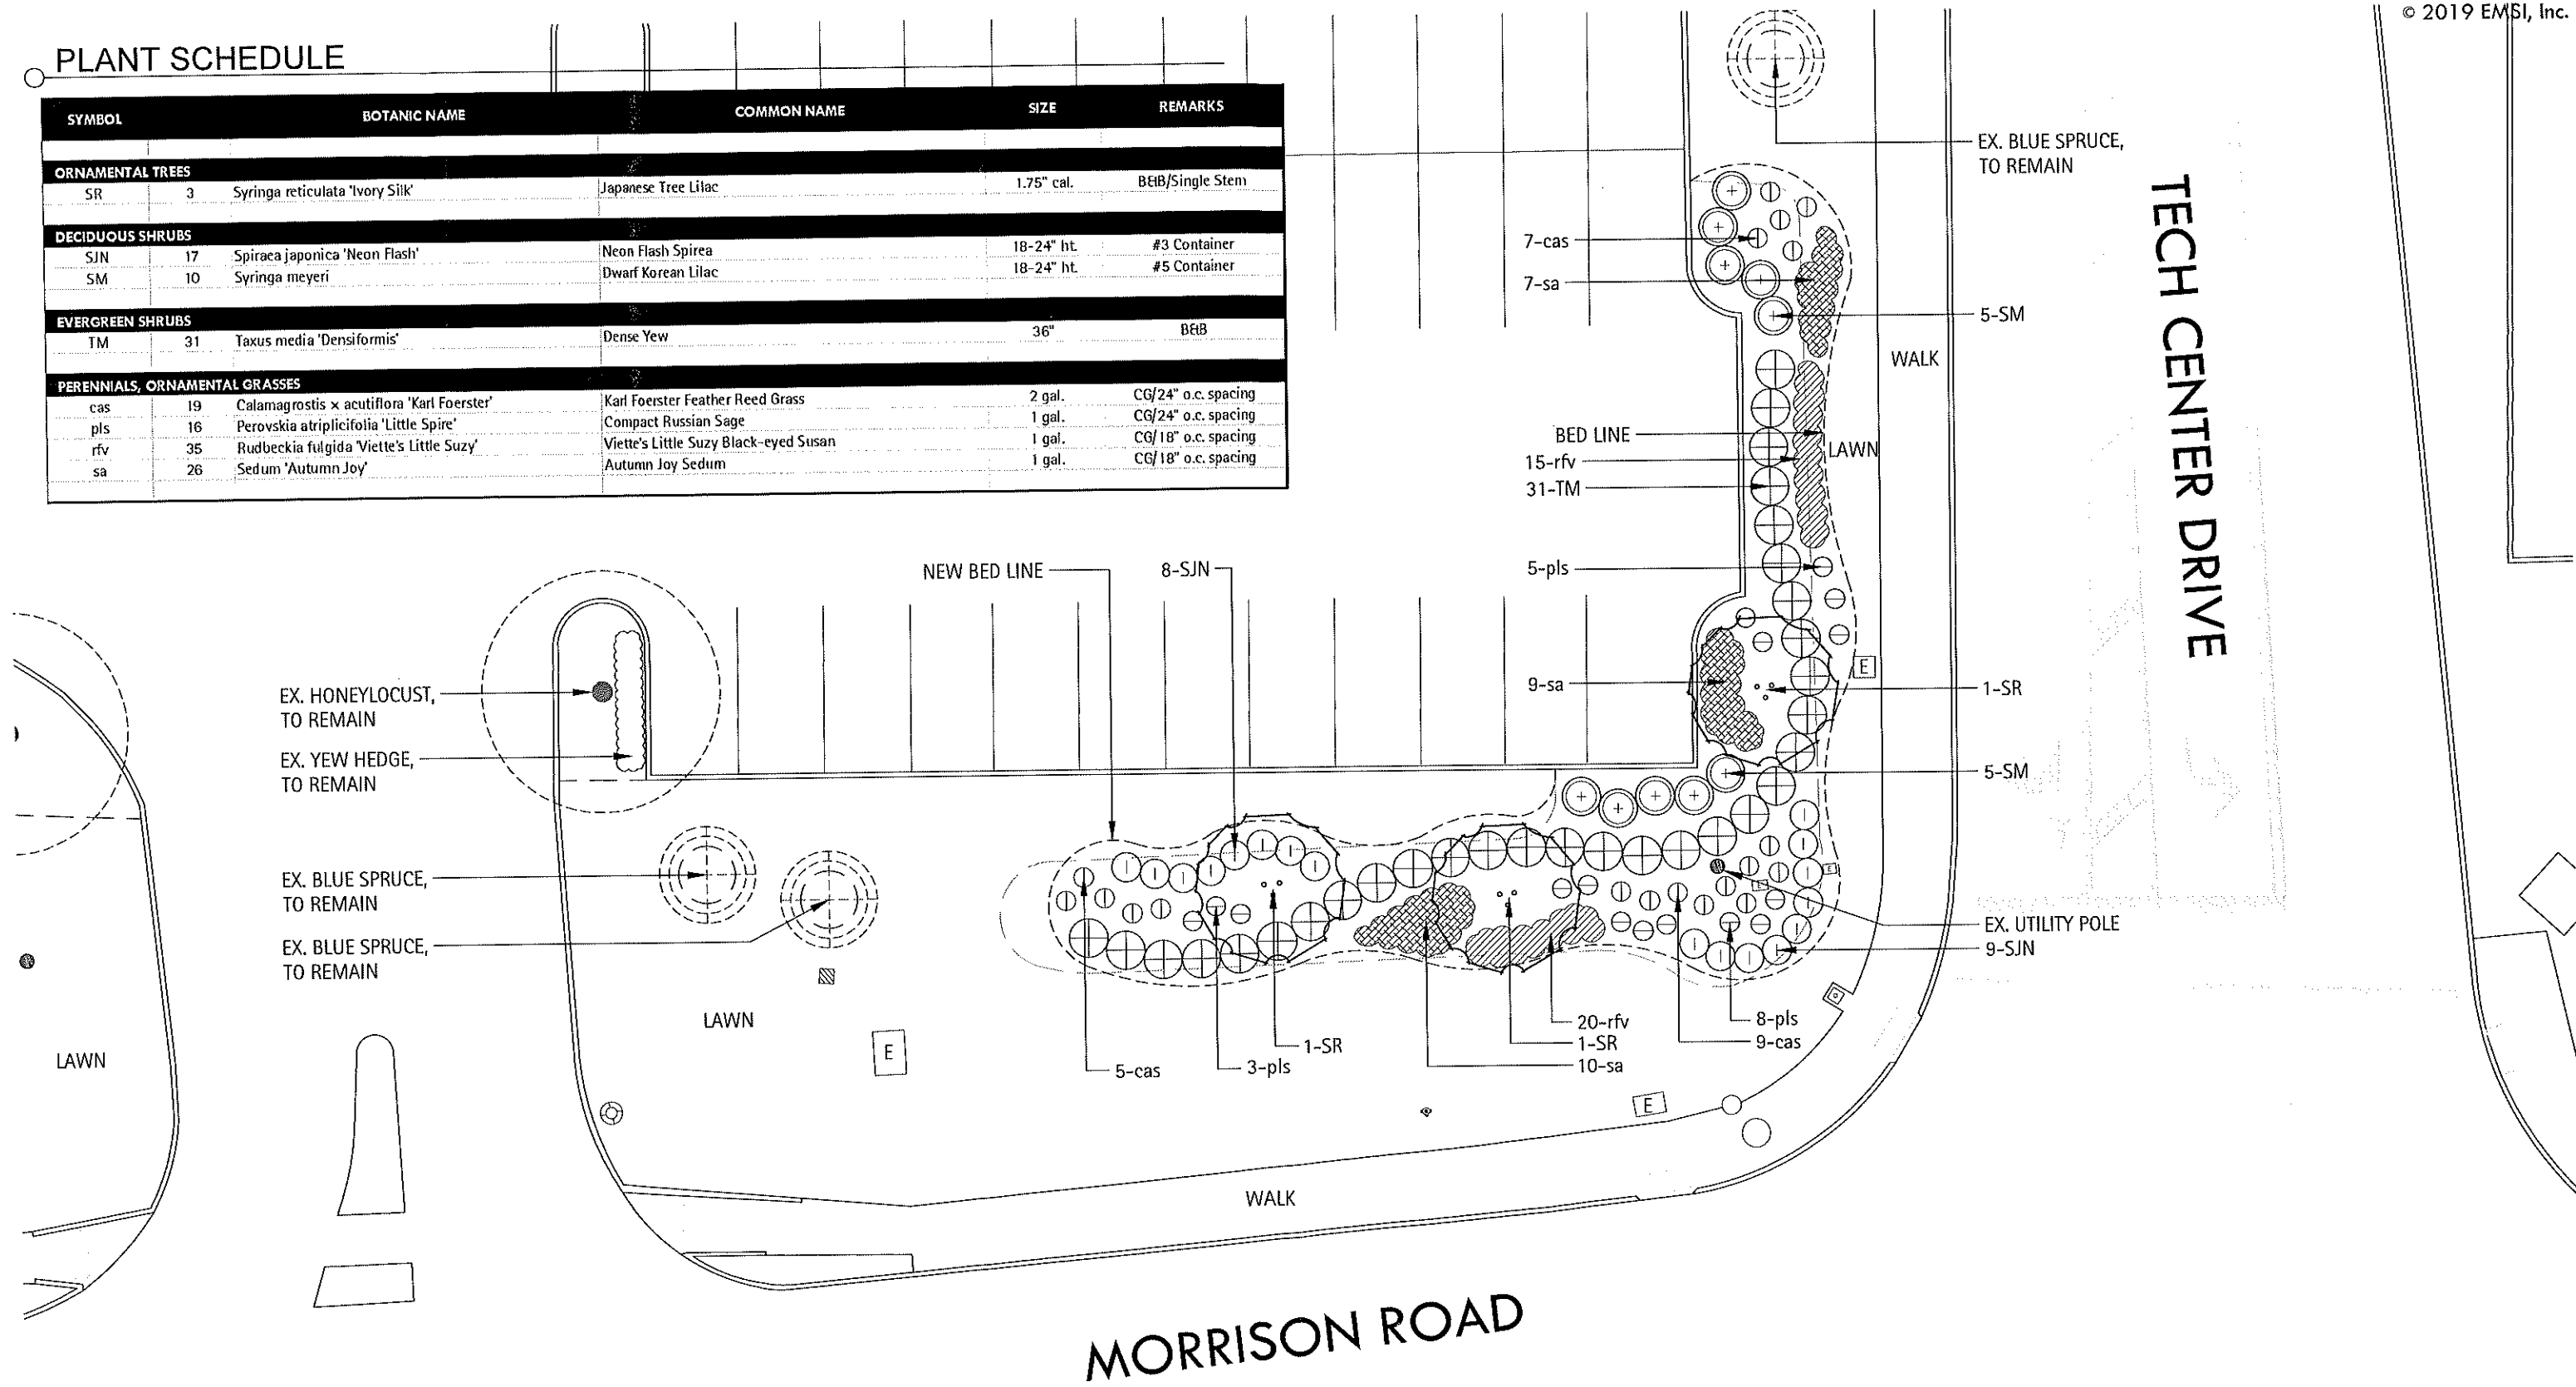 © 2019 EMSI, Inc.
PLANT SCHEDULE
SYMBOL BOTANIC NAME COMMON NAME SIZE REMARKS
ORNAMENTAL TREES
SR 3 Syringa reticulata 'Ivory Silk' Japanese Tree Lilac 1.75" cal. B&B/Single Stem
DECIDUOUS SHRUBS
SJN 17 Spiraea japonica 'Neon Flash' Neon Flash Spirea 18-24" ht. #3 Container
SM 10 Syringa meyeri Dwarf Korean Lilac 18-24" ht. #5 Container
EVERGREEN SHRUBS
TM 31 Taxus media 'Densiformis' Dense Yew 36" B&B
PERENNIALS, ORNAMENTAL GRASSES
cas 19 Calamagrostis x acutiflora 'Karl Foerster' Karl Foerster Feather Reed Grass 2 gal. CG/24" o.c. spacing
pls 16 Perovskia atriplicifolia 'Little Spire' Compact Russian Sage 1 gal. CG/24" o.c. spacing
rfv 35 Rudbeckia fulgida 'Viette's Little Suzy' Viette's Little Suzy Black-eyed Susan 1 gal. CG/18" o.c. spacing
sa 26 Sedum 'Autumn Joy' Autumn Joy Sedum 1 gal. CG/18" o.c. spacing
EX. BLUE SPRUCE,
TO REMAIN
7-cas
7-sa
5-SM
WALK
TECH CENTER DRIVE
BED LINE
LAWN
15-rfv
31-TM
5-pls
9-sa
E
1-SR
5-SM
NEW BED LINE
8-SJN
EX. HONEYLOCUST,
TO REMAIN
EX. YEW HEDGE,
TO REMAIN
EX. BLUE SPRUCE,
TO REMAIN
EX. BLUE SPRUCE,
TO REMAIN
E
E
EX. UTILITY POLE
9-SJN
LAWN
LAWN
E
5-cas
3-pls
1-SR
20-rfv
1-SR
10-sa
8-pls
9-cas
E
WALK
MORRISON ROAD